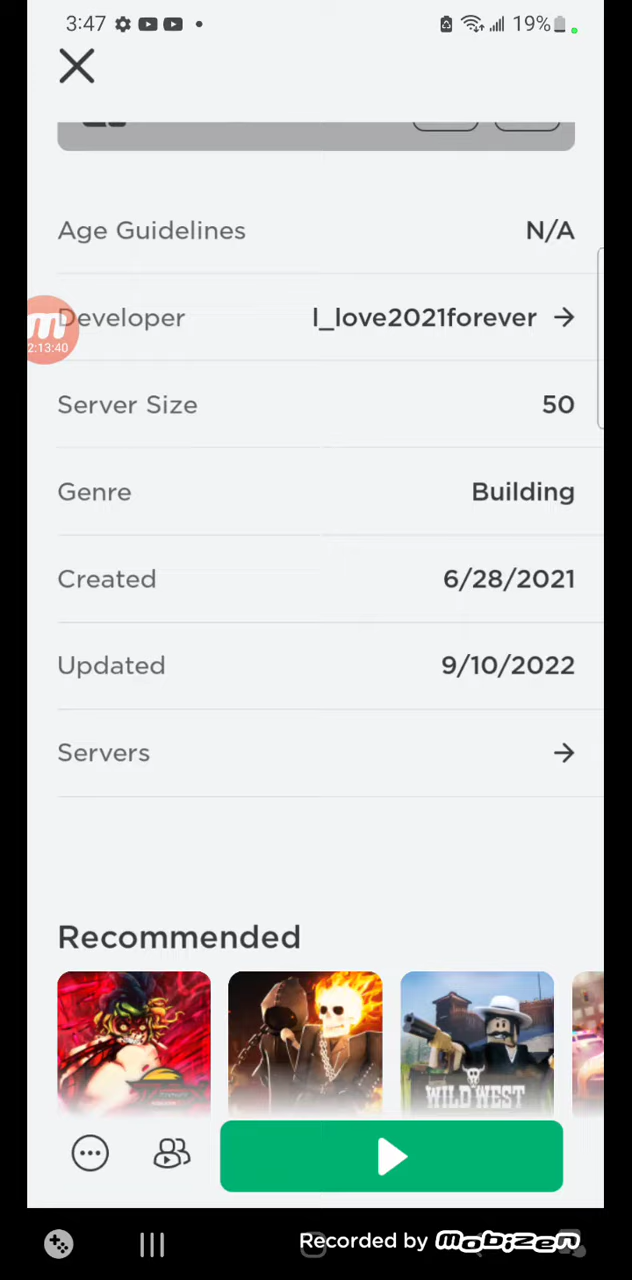 3:47
19%
Age Guidelines N/A
Developer I_love2021forever
2:13:40
Server Size 50
Genre Building
Created 6/28/2021
Updated 9/10/2022
Servers
Recommended
WILD WEST
Recorded by mobizen